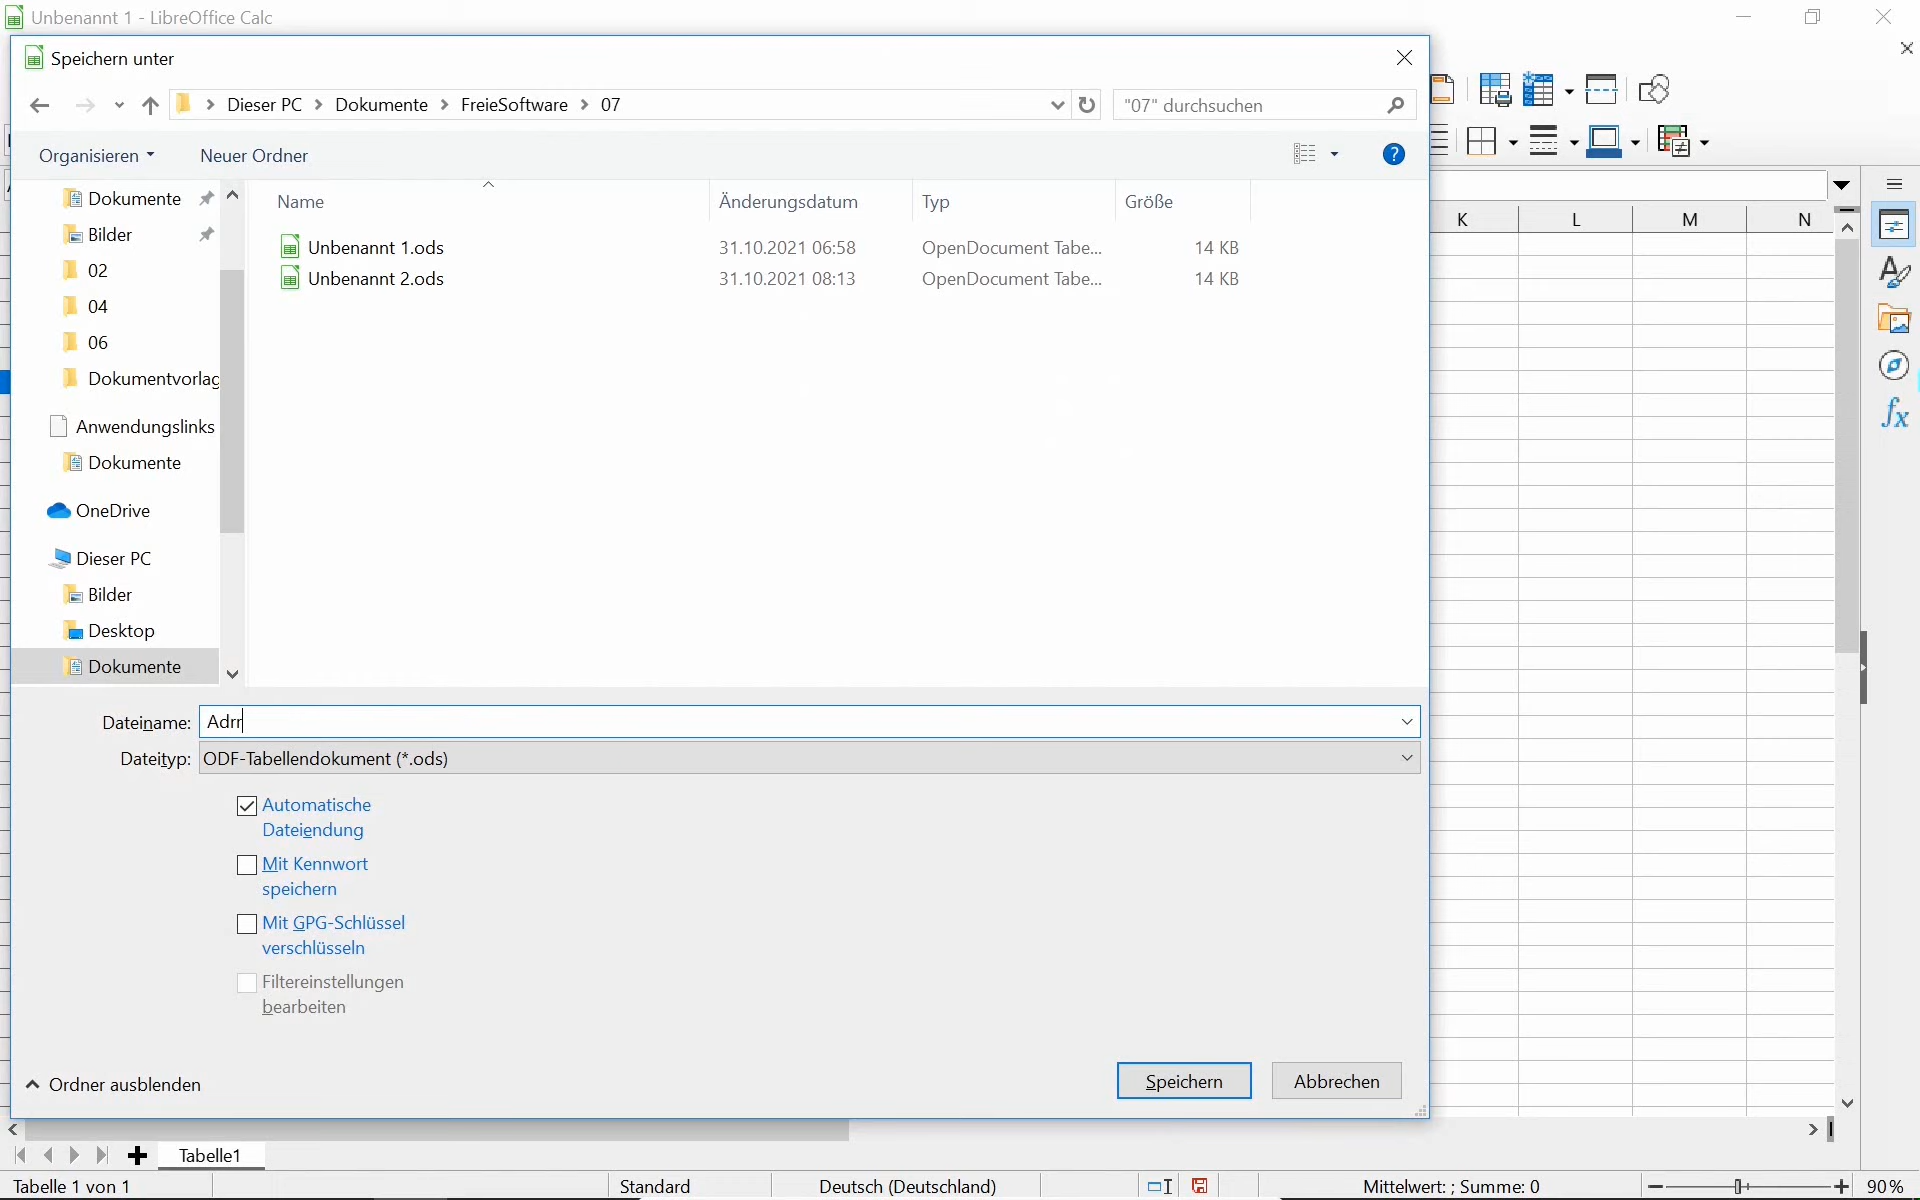 Unbenannt 1 - LibreOffice Calc
Speichern unter
Dieser PC > Dokumente > FreieSoftware > 07
"07" durchsuchen
Organisieren
Neuer Ordner
Dokumente
Bilder
02
04
06
Dokumentvorlag
Anwendungslinks
Dokumente
OneDrive
Dieser PC
Bilder
Desktop
Dokumente
Name Änderungsdatum Typ Größe
Unbenannt 1.ods 31.10.2021 06:58 OpenDocument Tabe... 14 KB
Unbenannt 2.ods 31.10.2021 08:13 OpenDocument Tabe... 14 KB
K L M N
fx
Dateiname: Adrr
Dateityp: ODF-Tabellendokument (*.ods)
Automatische
Dateiendung
Mit Kennwort
speichern
Mit GPG-Schlüssel
verschlüsseln
Filtereinstellungen
bearbeiten
Ordner ausblenden
Speichern
Abbrechen
Tabelle1
Tabelle 1 von 1
Standard
Deutsch (Deutschland)
Mittelwert: ; Summe: 0
90%